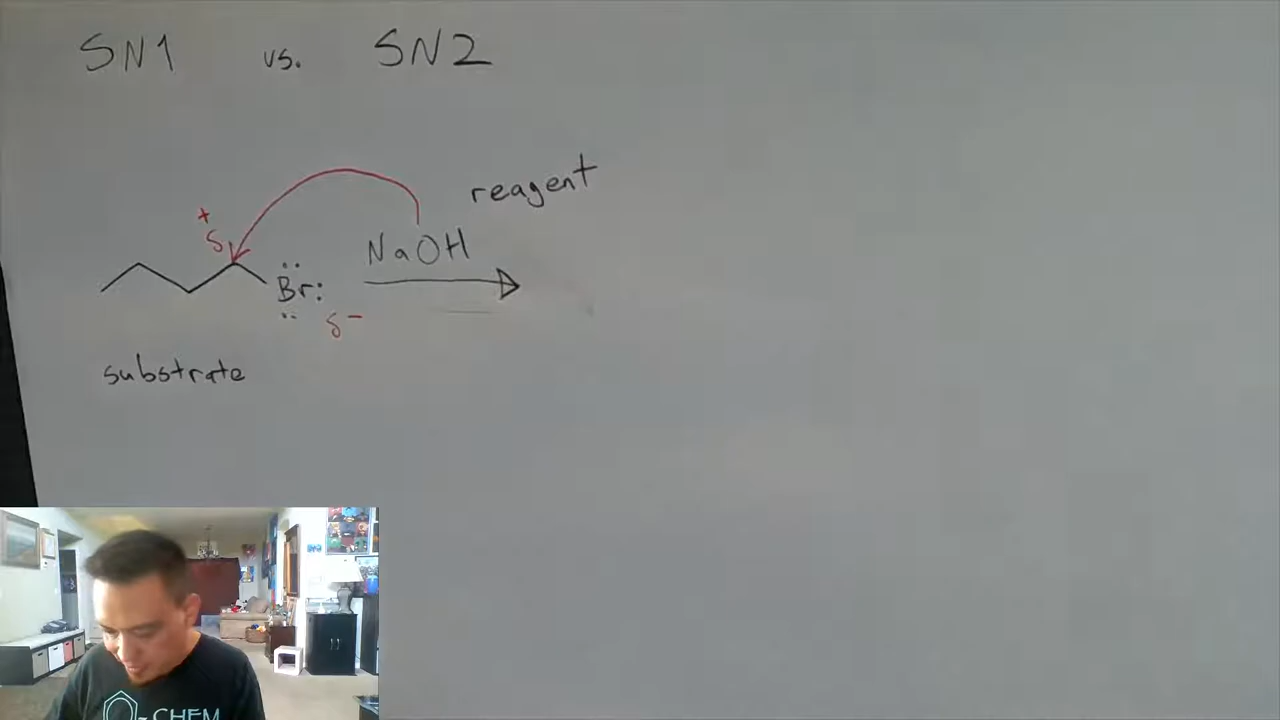 SN1 vs. SN2
reagent
δ+
NaOH
Br
δ-
substrate
O-CHEM